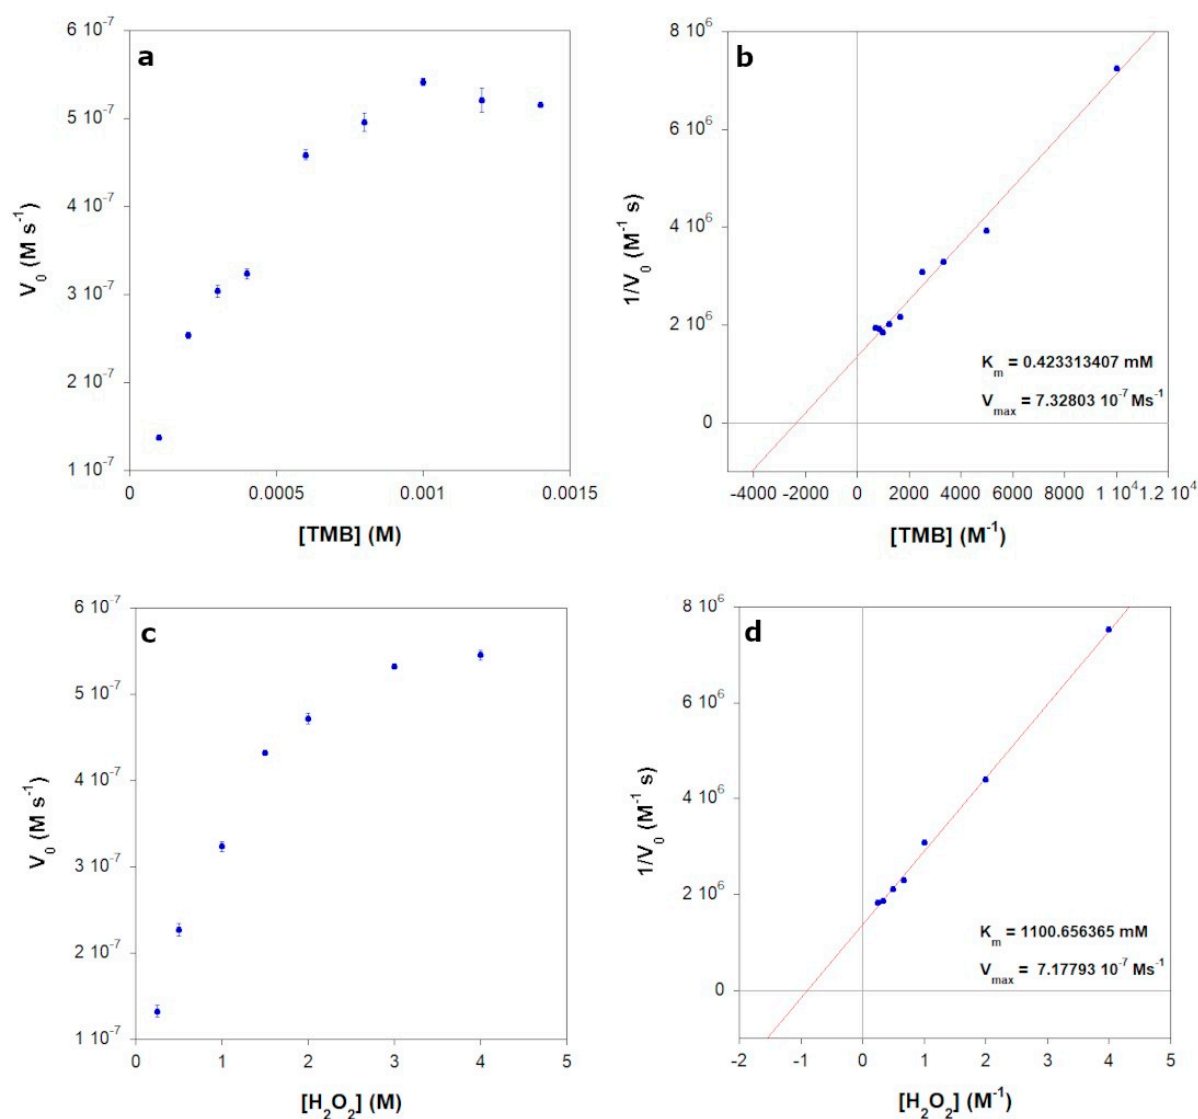 a
6 10⁻⁷
5 10⁻⁷
4 10⁻⁷
3 10⁻⁷
2 10⁻⁷
1 10⁻⁷
V₀ (M s⁻¹)
0 0.0005 0.001 0.0015
[TMB] (M)
b
8 10⁶
6 10⁶
4 10⁶
2 10⁶
0
1/V₀ (M⁻¹ s)
Kₘ = 0.423313407 mM
Vₘₐₓ = 7.32803 10⁻⁷ Ms⁻¹
-4000 -2000 0 2000 4000 6000 8000 1 10⁴ 1.2 10⁴
[TMB] (M⁻¹)
c
6 10⁻⁷
5 10⁻⁷
4 10⁻⁷
3 10⁻⁷
2 10⁻⁷
1 10⁻⁷
V₀ (M s⁻¹)
0 1 2 3 4 5
[H₂O₂] (M)
d
8 10⁶
6 10⁶
4 10⁶
2 10⁶
0
1/V₀ (M⁻¹ s)
Kₘ = 1100.656365 mM
Vₘₐₓ = 7.17793 10⁻⁷ Ms⁻¹
-2 -1 0 1 2 3 4 5
[H₂O₂] (M⁻¹)